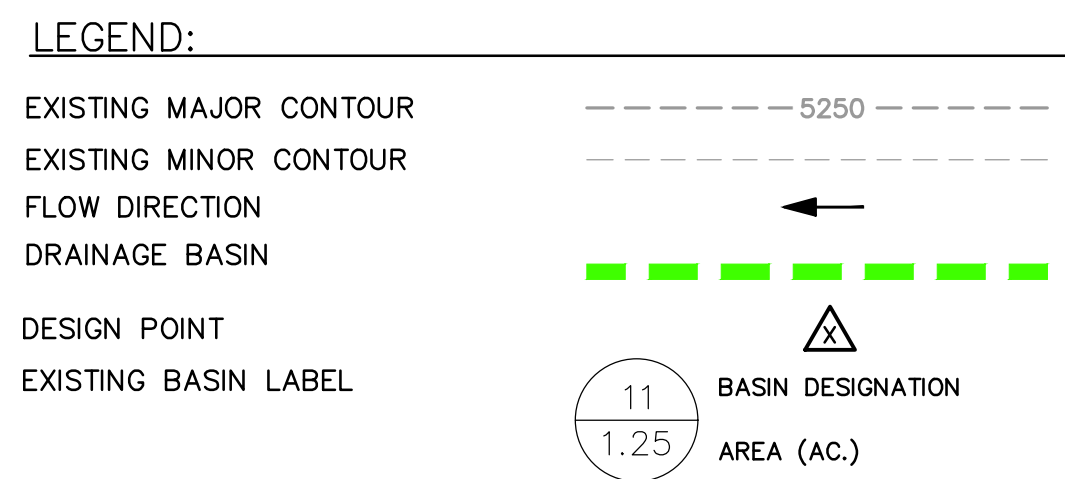 LEGEND:
EXISTING MAJOR CONTOUR 5250
EXISTING MINOR CONTOUR
FLOW DIRECTION
DRAINAGE BASIN
DESIGN POINT X
EXISTING BASIN LABEL
11 BASIN DESIGNATION
1.25 AREA (AC.)